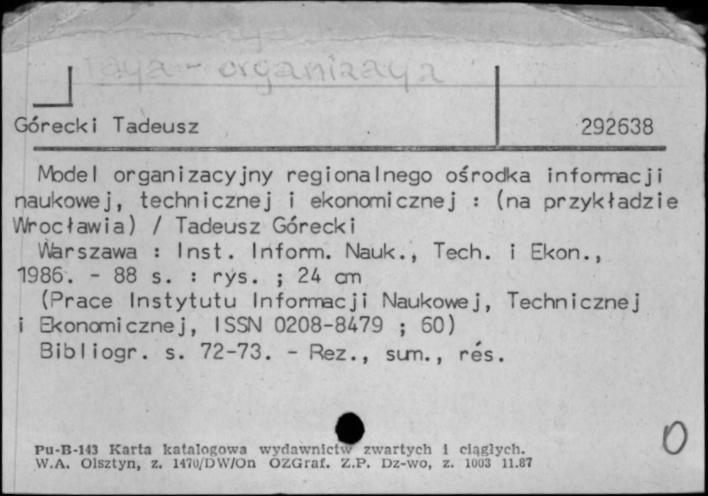 organizacja
Górecki Tadeusz 292638
Model organizacyjny regionalnego ośrodka informacji
naukowej, technicznej i ekonomicznej : (na przykładzie
Wrocławia) / Tadeusz Górecki
Warszawa : Inst. Inform. Nauk., Tech. i Ekon.,
1986. - 88 s. : rys. ; 24 cm
(Prace Instytutu Informacji Naukowej, Technicznej
i Ekonomicznej, ISSN 0208-8479 ; 60)
Bibliogr. s. 72-73. - Rez., sum., rés.
Pu-B-143 Karta katalogowa wydawnictw zwartych i ciągłych.
W.A. Olsztyn, z. 1470/DW/On OZGraf. Z.P. Dz-wo, z. 1003 11.87